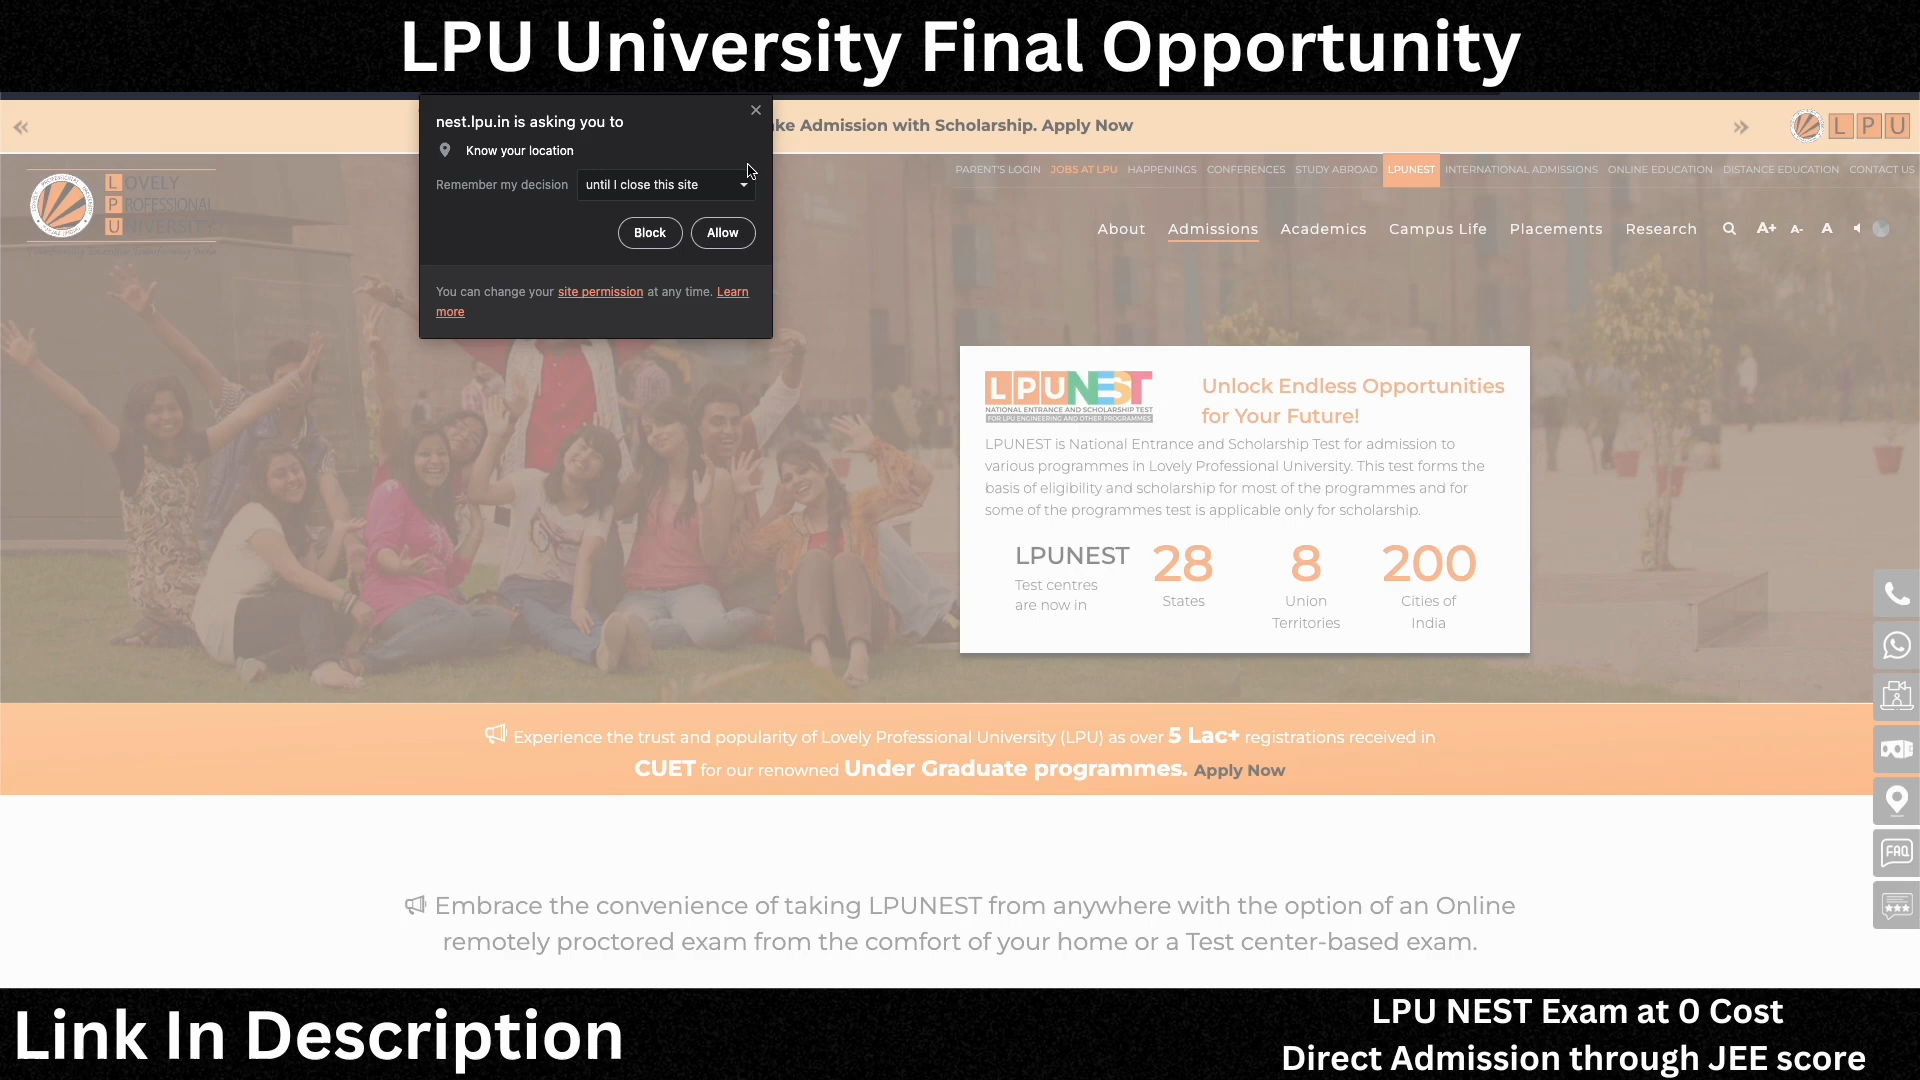 LPU University Final Opportunity
nest.lpu.in is asking you to
Know your location
Remember my decision
until I close this site
Block
Allow
You can change your site permission at any time. Learn
more
Admission with Scholarship. Apply Now
LPU
LOVELY
PROFESSIONAL
UNIVERSITY
PARENT'S LOGIN JOBS AT LPU HAPPENINGS CONFERENCES STUDY ABROAD LPUNEST INTERNATIONAL ADMISSIONS ONLINE EDUCATION DISTANCE EDUCATION CONTACT US
About Admissions Academics Campus Life Placements Research A+ A- A
LPUNEST
NATIONAL ENTRANCE AND SCHOLARSHIP TEST
FOR LPU ENGINEERING AND OTHER PROGRAMMES
Unlock Endless Opportunities
for Your Future!
LPUNEST is National Entrance and Scholarship Test for admission to
various programmes in Lovely Professional University. This test forms the
basis of eligibility and scholarship for most of the programmes and for
some of the programmes test is applicable only for scholarship.
LPUNEST
Test centres
are now in
28
States
8
Union
Territories
200
Cities of
India
Experience the trust and popularity of Lovely Professional University (LPU) as over 5 Lac+ registrations received in
CUET for our renowned Under Graduate programmes. Apply Now
FAQ
Embrace the convenience of taking LPUNEST from anywhere with the option of an Online
remotely proctored exam from the comfort of your home or a Test center-based exam.
Link In Description
LPU NEST Exam at 0 Cost
Direct Admission through JEE score